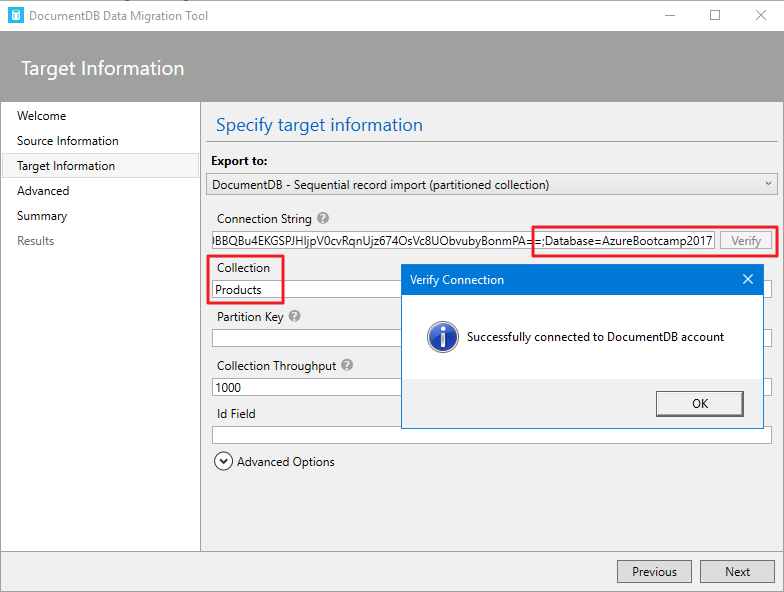 DocumentDB Data Migration Tool
Target Information
Welcome
Source Information
Target Information
Advanced
Summary
Results
Specify target information
Export to:
DocumentDB - Sequential record import (partitioned collection)
Connection String
;Database=AzureBootcamp2017
Verify
Collection
Products
Verify Connection
Successfully connected to DocumentDB account
OK
Partition Key
Collection Throughput
1000
Id Field
Advanced Options
Previous
Next